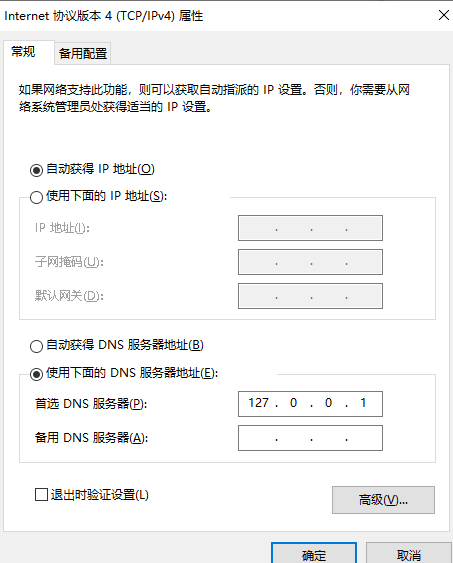 Internet 协议版本 4 (TCP/IPv4) 属性
常规 备用配置
如果网络支持此功能，则可以获取自动指派的 IP 设置。否则，你需要从网
络系统管理员处获得适当的 IP 设置。
自动获得 IP 地址(O)
使用下面的 IP 地址(S):
IP 地址(I): . . .
子网掩码(U): . . .
默认网关(D): . . .
自动获得 DNS 服务器地址(B)
使用下面的 DNS 服务器地址(E):
首选 DNS 服务器(P): 127 . 0 . 0 . 1
备用 DNS 服务器(A): . . .
退出时验证设置(L)
高级(V)...
确定 取消